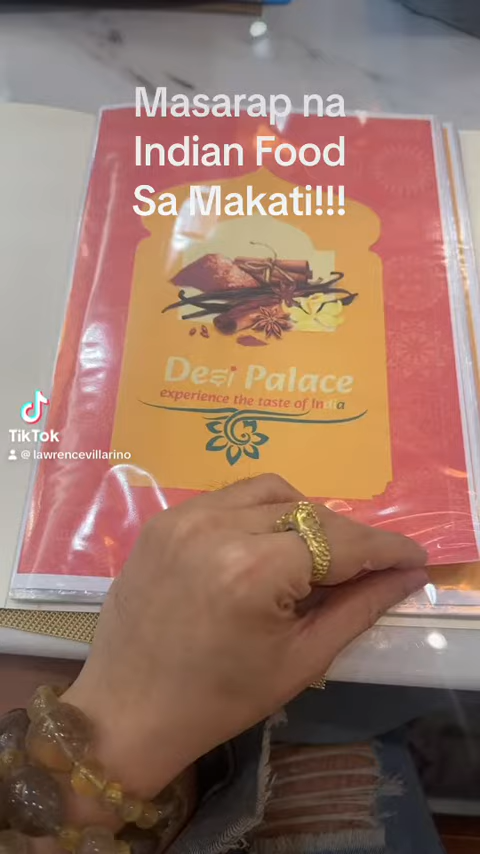 Masarap na
Indian Food
Sa Makati!!!
Desi Palace
experience the taste of India
TikTok
@ lawrencevillarino